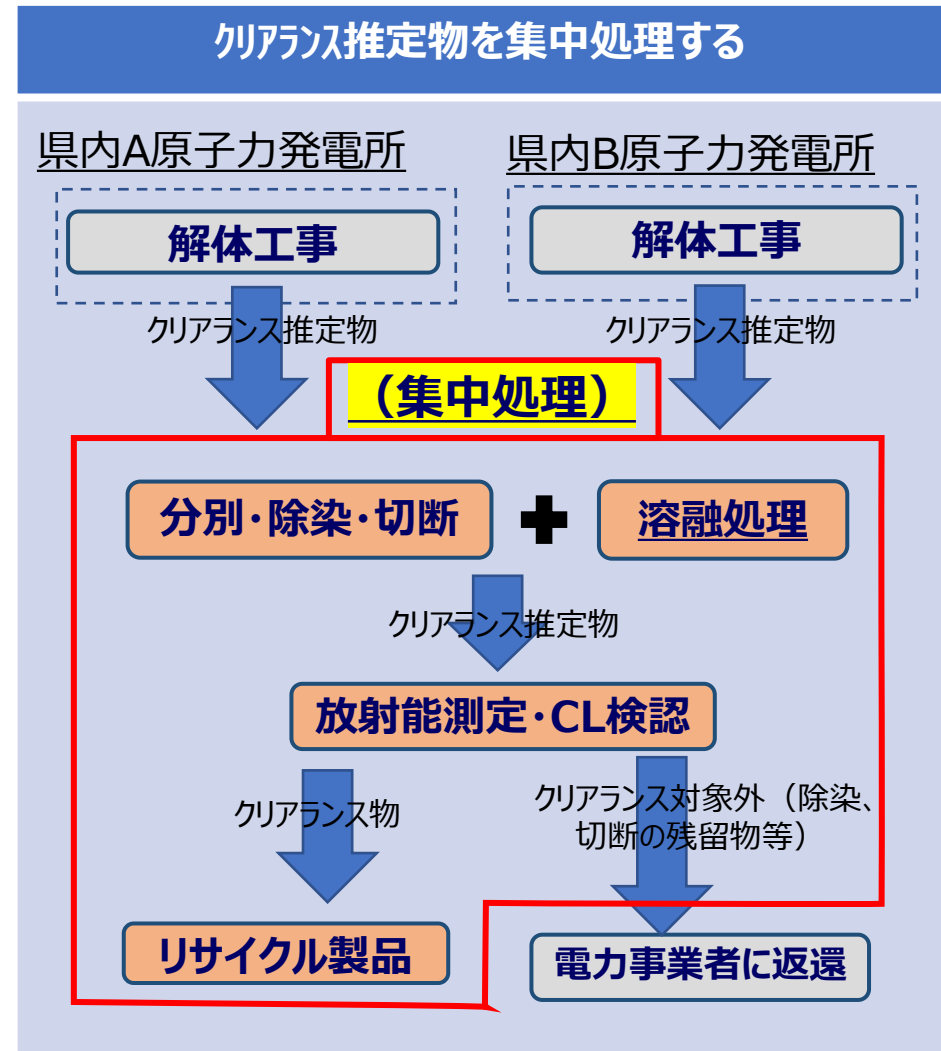 クリアランス推定物を集中処理する
県内A原子力発電所
県内B原子力発電所
解体工事
解体工事
クリアランス推定物
クリアランス推定物
（集中処理）
分別・除染・切断
溶融処理
クリアランス推定物
放射能測定・CL検認
クリアランス物
クリアランス対象外（除染、
切断の残留物等）
リサイクル製品
電力事業者に返還